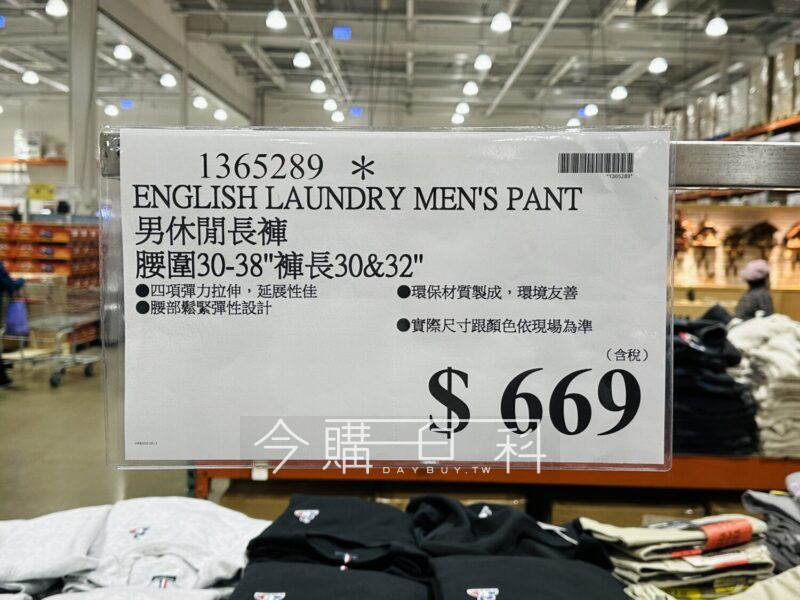 1365289 ＊
"1365289"
ENGLISH LAUNDRY MEN'S PANT
男休閒長褲
腰圍30-38"褲長30&32"
●四項彈力拉伸，延展性佳
●腰部鬆緊彈性設計
●環保材質製成，環境友善
●實際尺寸跟顏色依現場為準
（含稅）
$ 669
今購百科
DAYBUY.TW